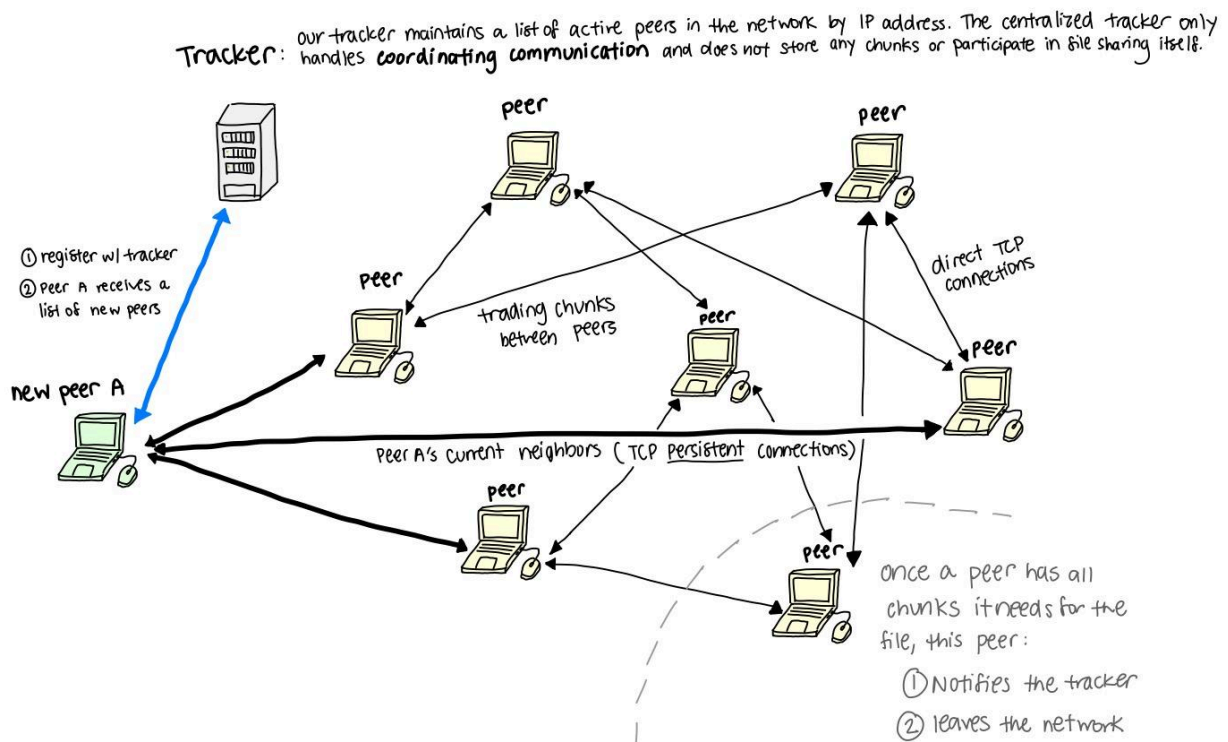 Tracker: our tracker maintains a list of active peers in the network by IP address. The centralized tracker only
handles coordinating communication and does not store any chunks or participate in file sharing itself.
peer
peer
① register w/ tracker
② Peer A receives a
list of new peers
peer
direct TCP
connections
trading chunks
between peers
peer
peer
new peer A
Peer A's current neighbors (TCP persistent connections)
peer
peer
once a peer has all
chunks it needs for the
file, this peer:
① Notifies the tracker
② leaves the network